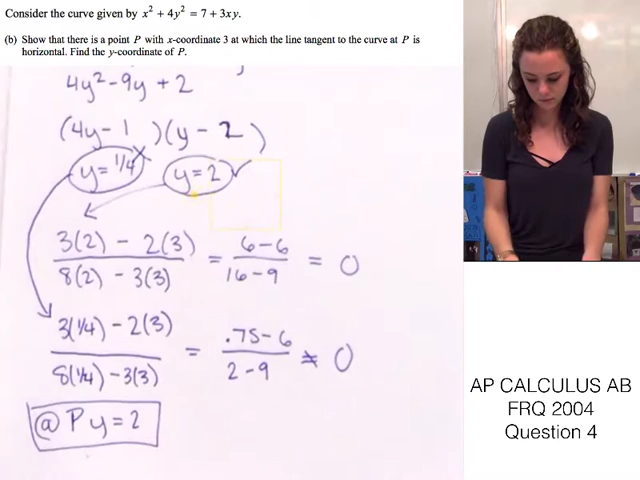 Consider the curve given by x² + 4y² = 7 + 3xy.
(b) Show that there is a point P with x-coordinate 3 at which the line tangent to the curve at P is
horizontal. Find the y-coordinate of P.
4y² - 9y + 2
(4y - 1 )(y - 2 )
y = 1/4 x y = 2 ✓
3(2) - 2(3) / 8(2) - 3(3) = 6 - 6 / 16 - 9 = 0
3(1/4) - 2(3) / 8(1/4) - 3(3) = .75 - 6 / 2 - 9 ≠ 0
@ P y = 2
AP CALCULUS AB
FRQ 2004
Question 4